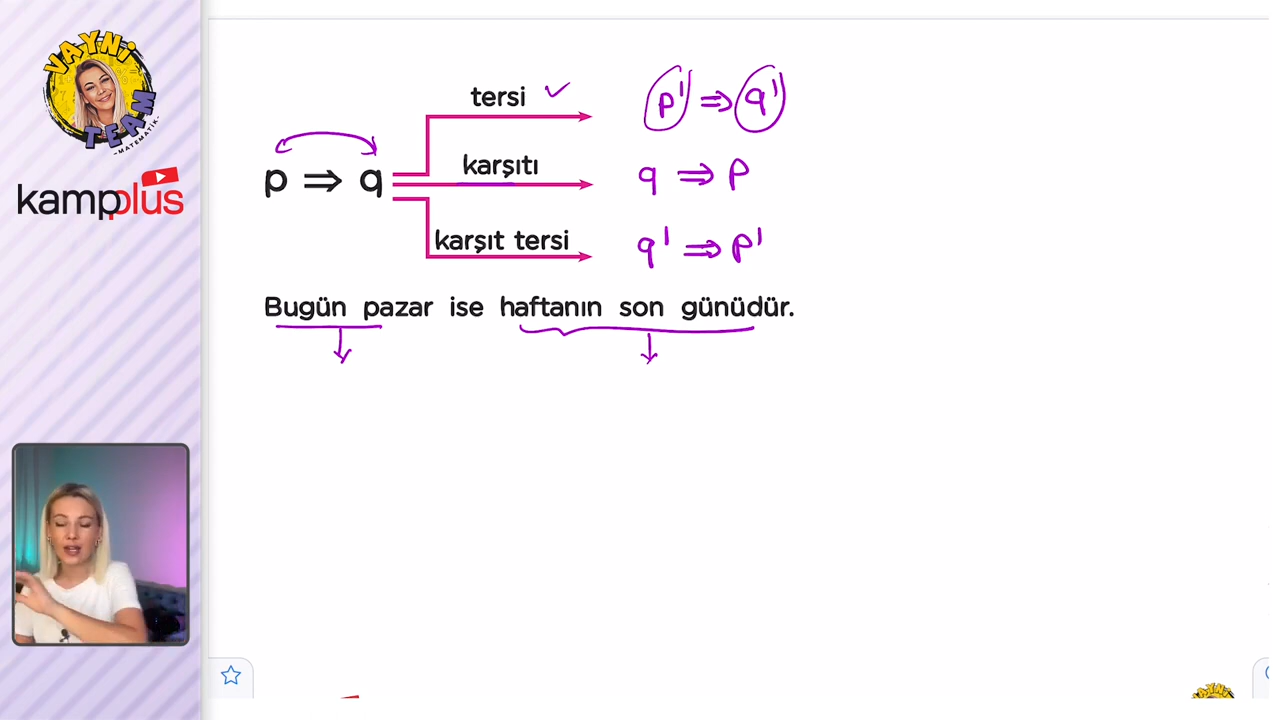 VAYNİ
TEAM
-MATEMATİK-
kampplus
tersi ✓ p' ⇒ q'
p ⇒ q
karşıtı q ⇒ p
karşıt tersi q' ⇒ p'
Bugün pazar ise haftanın son günüdür.